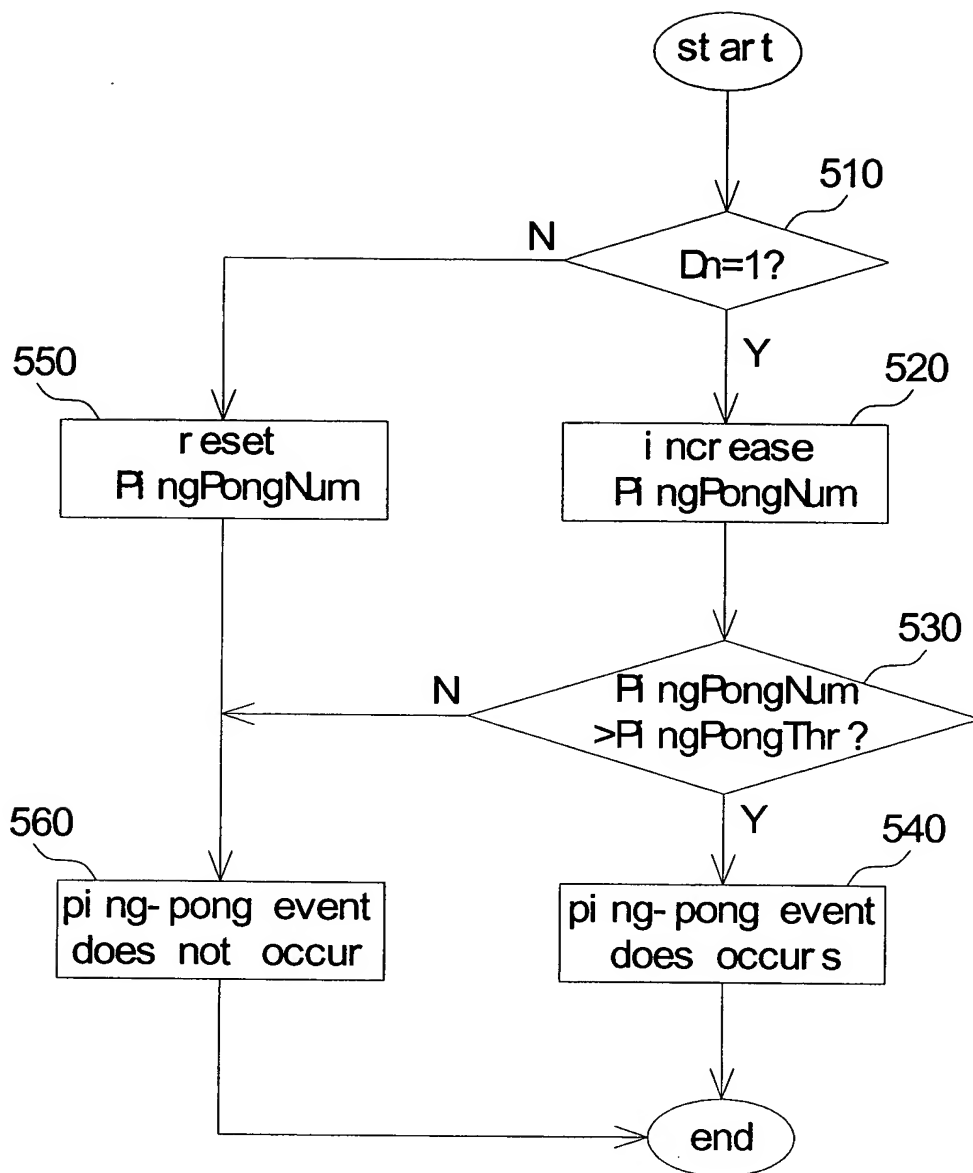 start
510
N
Dn=1?
Y
550
520
reset
PingPongNum
increase
PingPongNum
530
N
PingPongNum
>PingPongThr?
Y
560
540
ping-pong event
does not occur
ping-pong event
does occurs
end